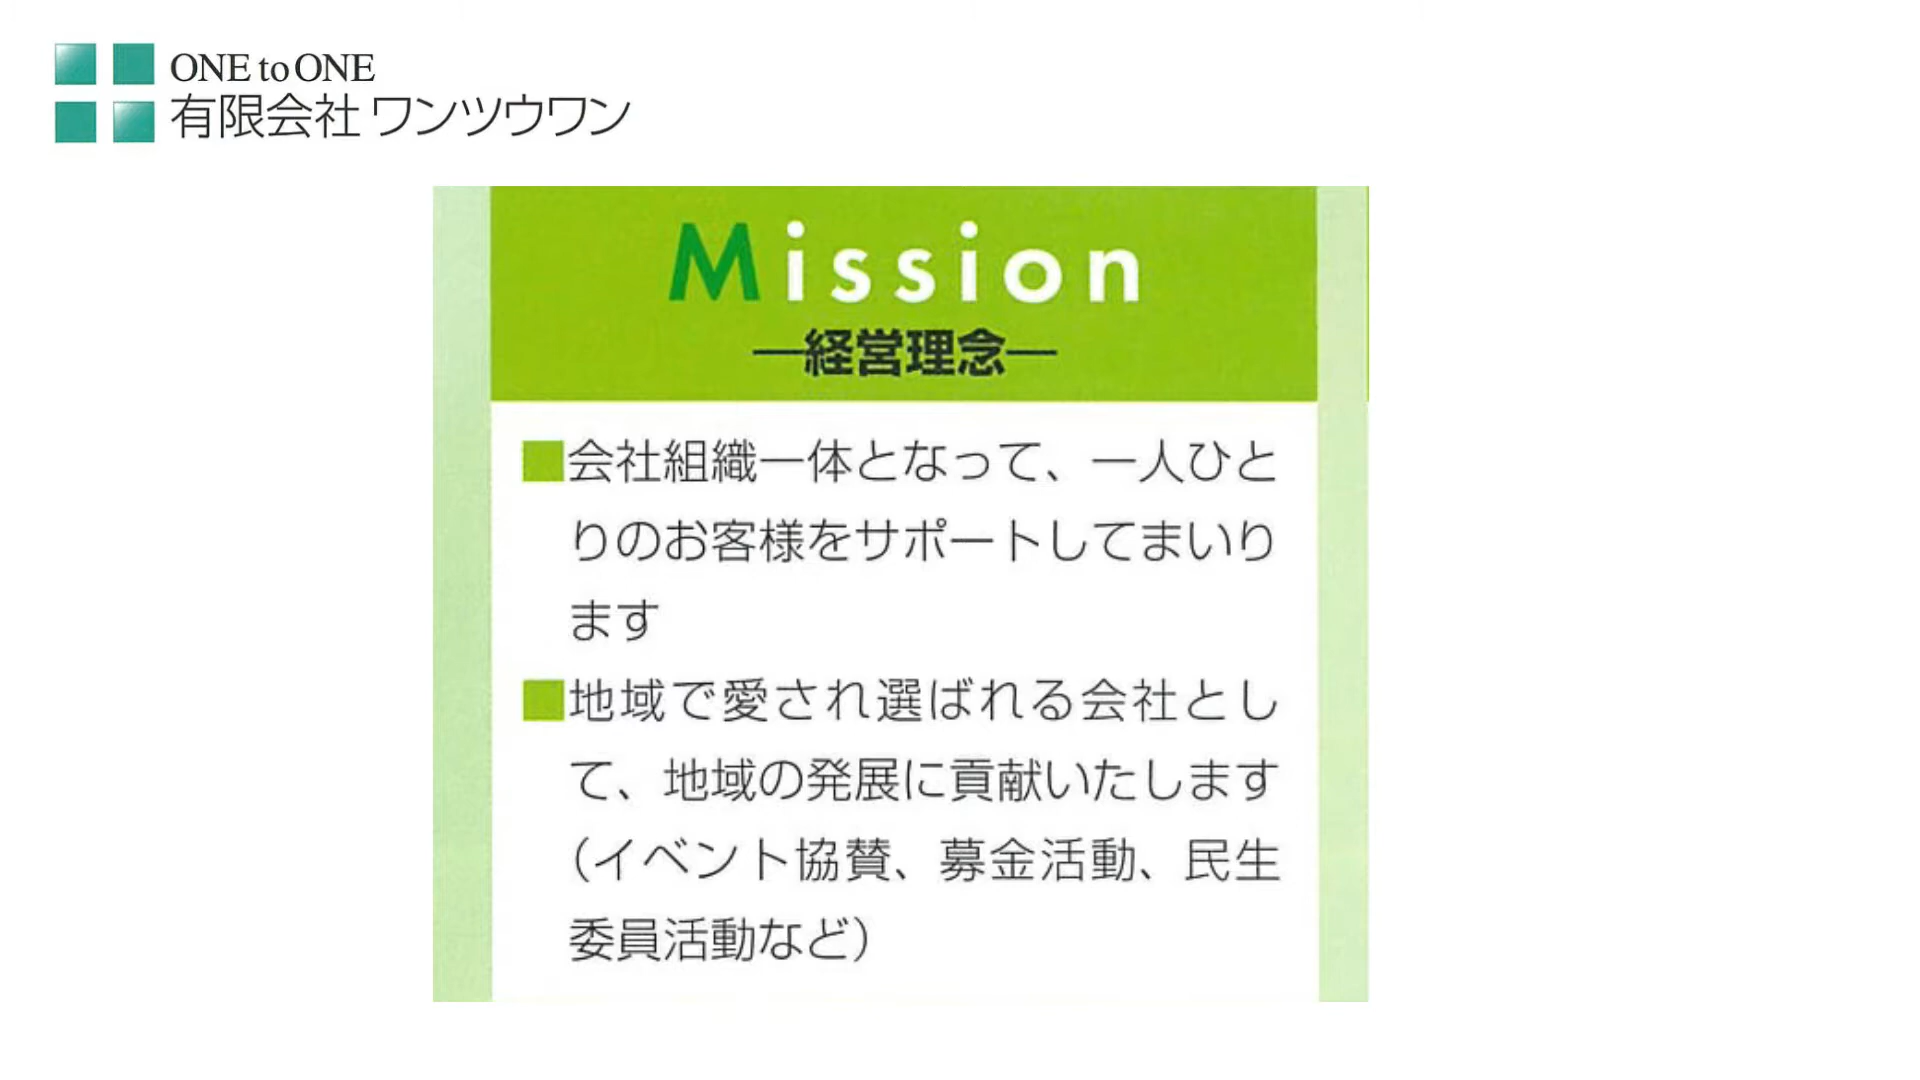 ONE to ONE
有限会社 ワンツウワン
Mission
―経営理念―
■会社組織一体となって、一人ひと
りのお客様をサポートしてまいり
ます
■地域で愛され選ばれる会社とし
て、地域の発展に貢献いたします
（イベント協賛、募金活動、民生
委員活動など）